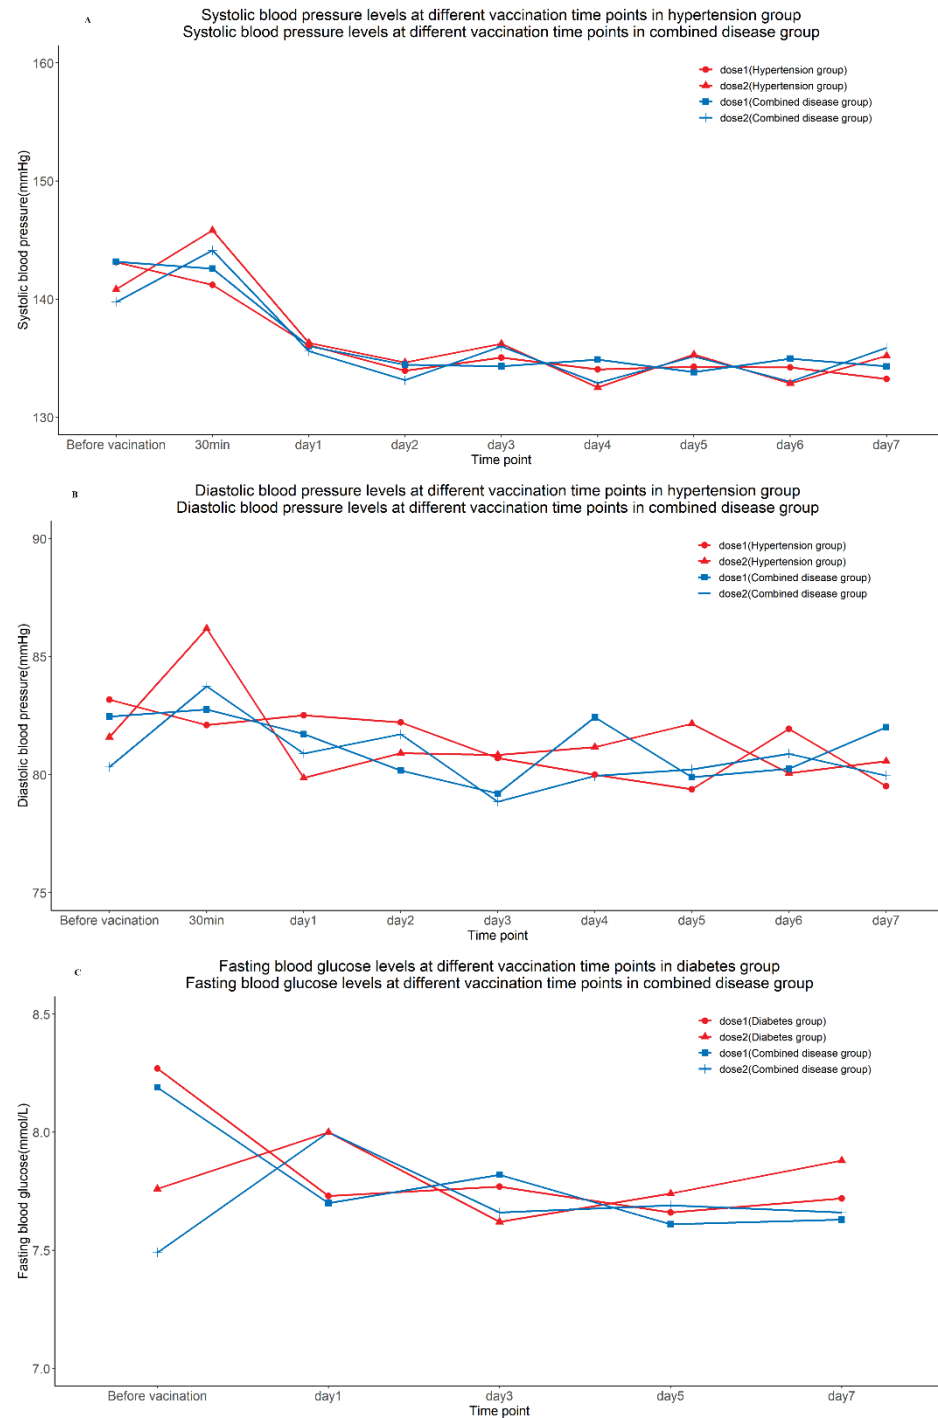 A
Systolic blood pressure levels at different vaccination time points in hypertension group
Systolic blood pressure levels at different vaccination time points in combined disease group
160
150
140
130
Systolic blood pressure(mmHg)
dose1(Hypertension group)
dose2(Hypertension group)
dose1(Combined disease group)
dose2(Combined disease group)
Before vacination 30min day1 day2 day3 day4 day5 day6 day7
Time point
B
Diastolic blood pressure levels at different vaccination time points in hypertension group
Diastolic blood pressure levels at different vaccination time points in combined disease group
90
85
80
75
Diastolic blood pressure(mmHg)
dose1(Hypertension group)
dose2(Hypertension group)
dose1(Combined disease group)
dose2(Combined disease group
Before vacination 30min day1 day2 day3 day4 day5 day6 day7
Time point
C
Fasting blood glucose levels at different vaccination time points in diabetes group
Fasting blood glucose levels at different vaccination time points in combined disease group
8.5
8.0
7.5
7.0
Fasting blood glucose(mmol/L)
dose1(Diabetes group)
dose2(Diabetes group)
dose1(Combined disease group)
dose2(Combined disease group)
Before vacination day1 day3 day5 day7
Time point